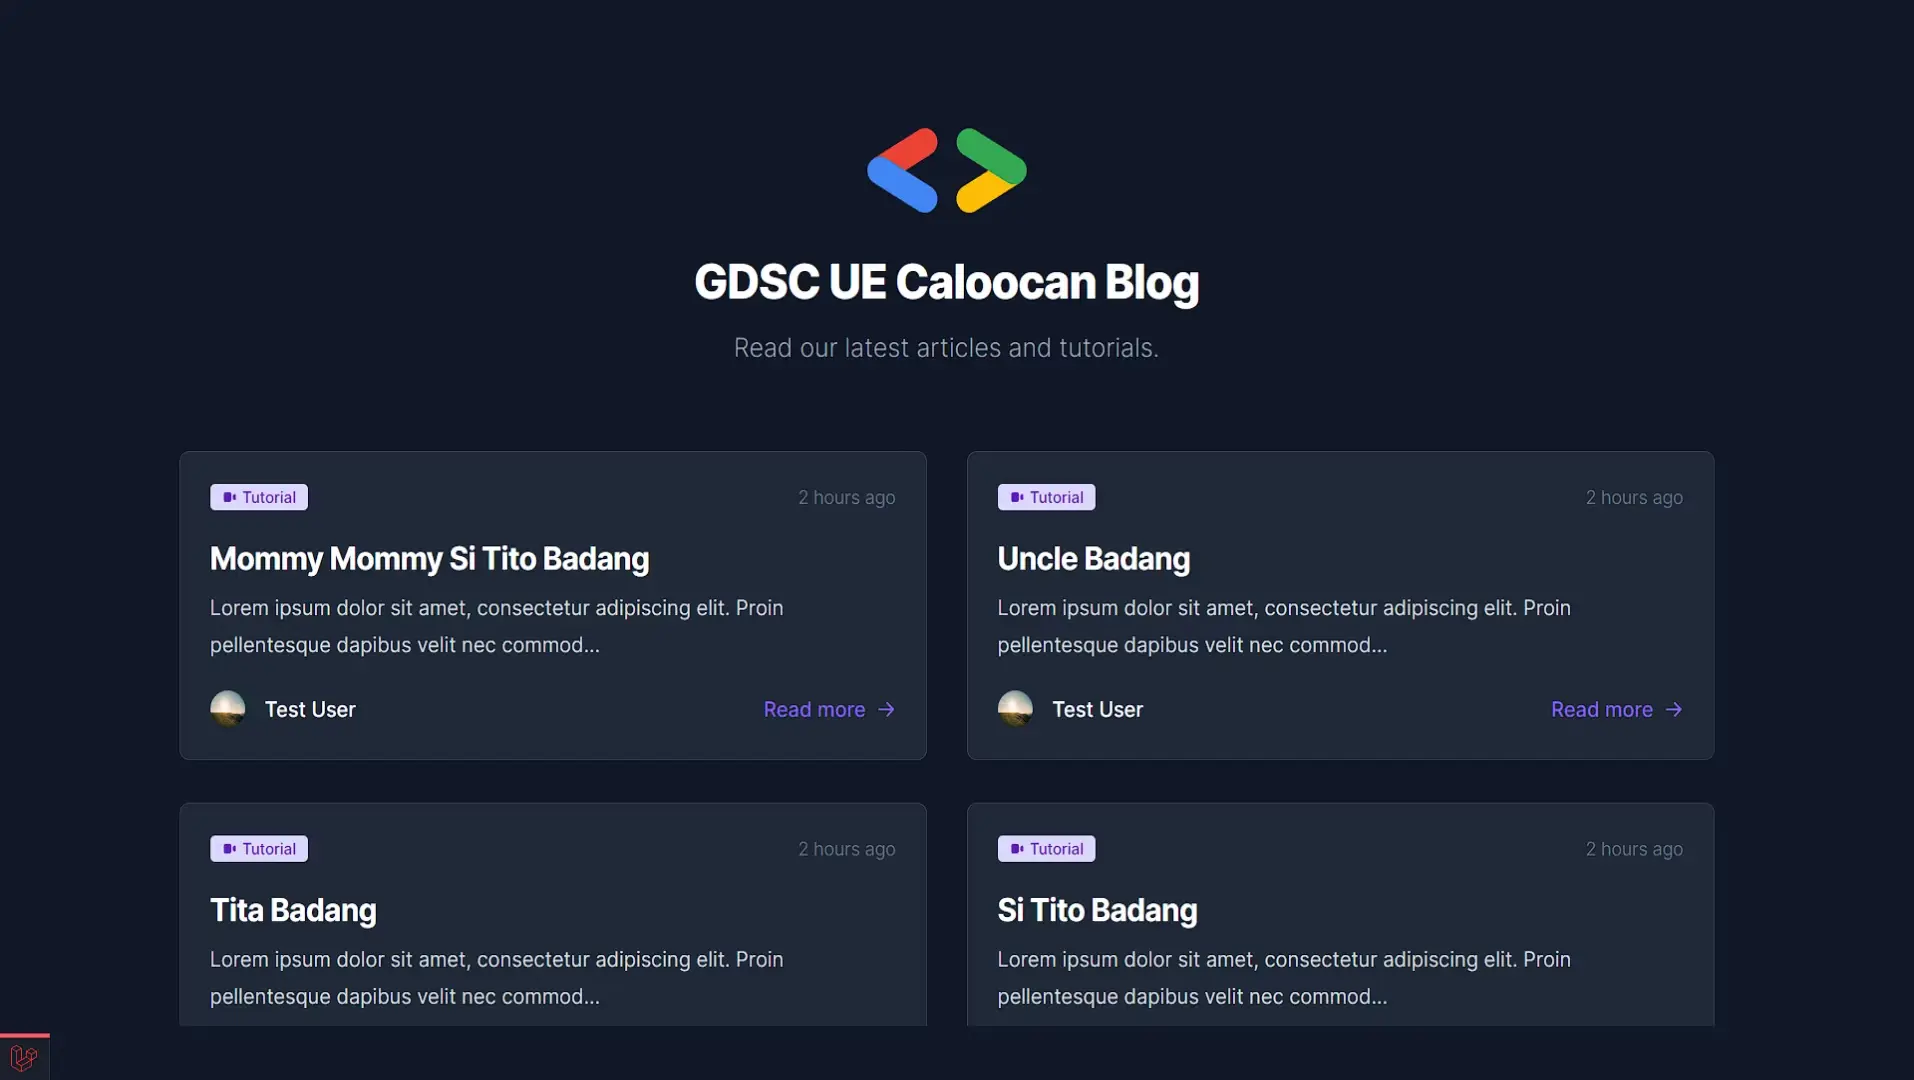 GDSC UE Caloocan Blog
Read our latest articles and tutorials.
Tutorial
2 hours ago
Mommy Mommy Si Tito Badang
Lorem ipsum dolor sit amet, consectetur adipiscing elit. Proin
pellentesque dapibus velit nec commod...
Test User
Read more →
Tutorial
2 hours ago
Uncle Badang
Lorem ipsum dolor sit amet, consectetur adipiscing elit. Proin
pellentesque dapibus velit nec commod...
Test User
Read more →
Tutorial
2 hours ago
Tita Badang
Lorem ipsum dolor sit amet, consectetur adipiscing elit. Proin
pellentesque dapibus velit nec commod...
Tutorial
2 hours ago
Si Tito Badang
Lorem ipsum dolor sit amet, consectetur adipiscing elit. Proin
pellentesque dapibus velit nec commod...